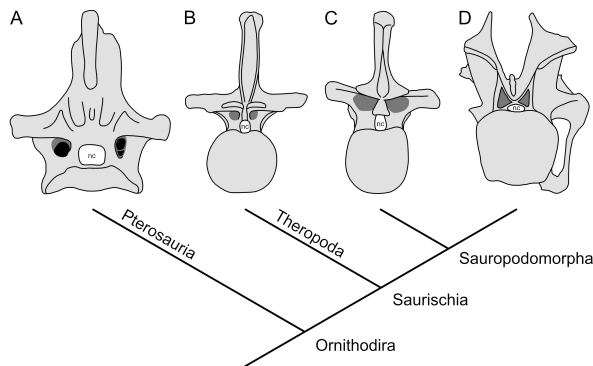 A B C D
nc nc nc nc
Pterosauria
Theropoda
Sauropodomorpha
Saurischia
Ornithodira